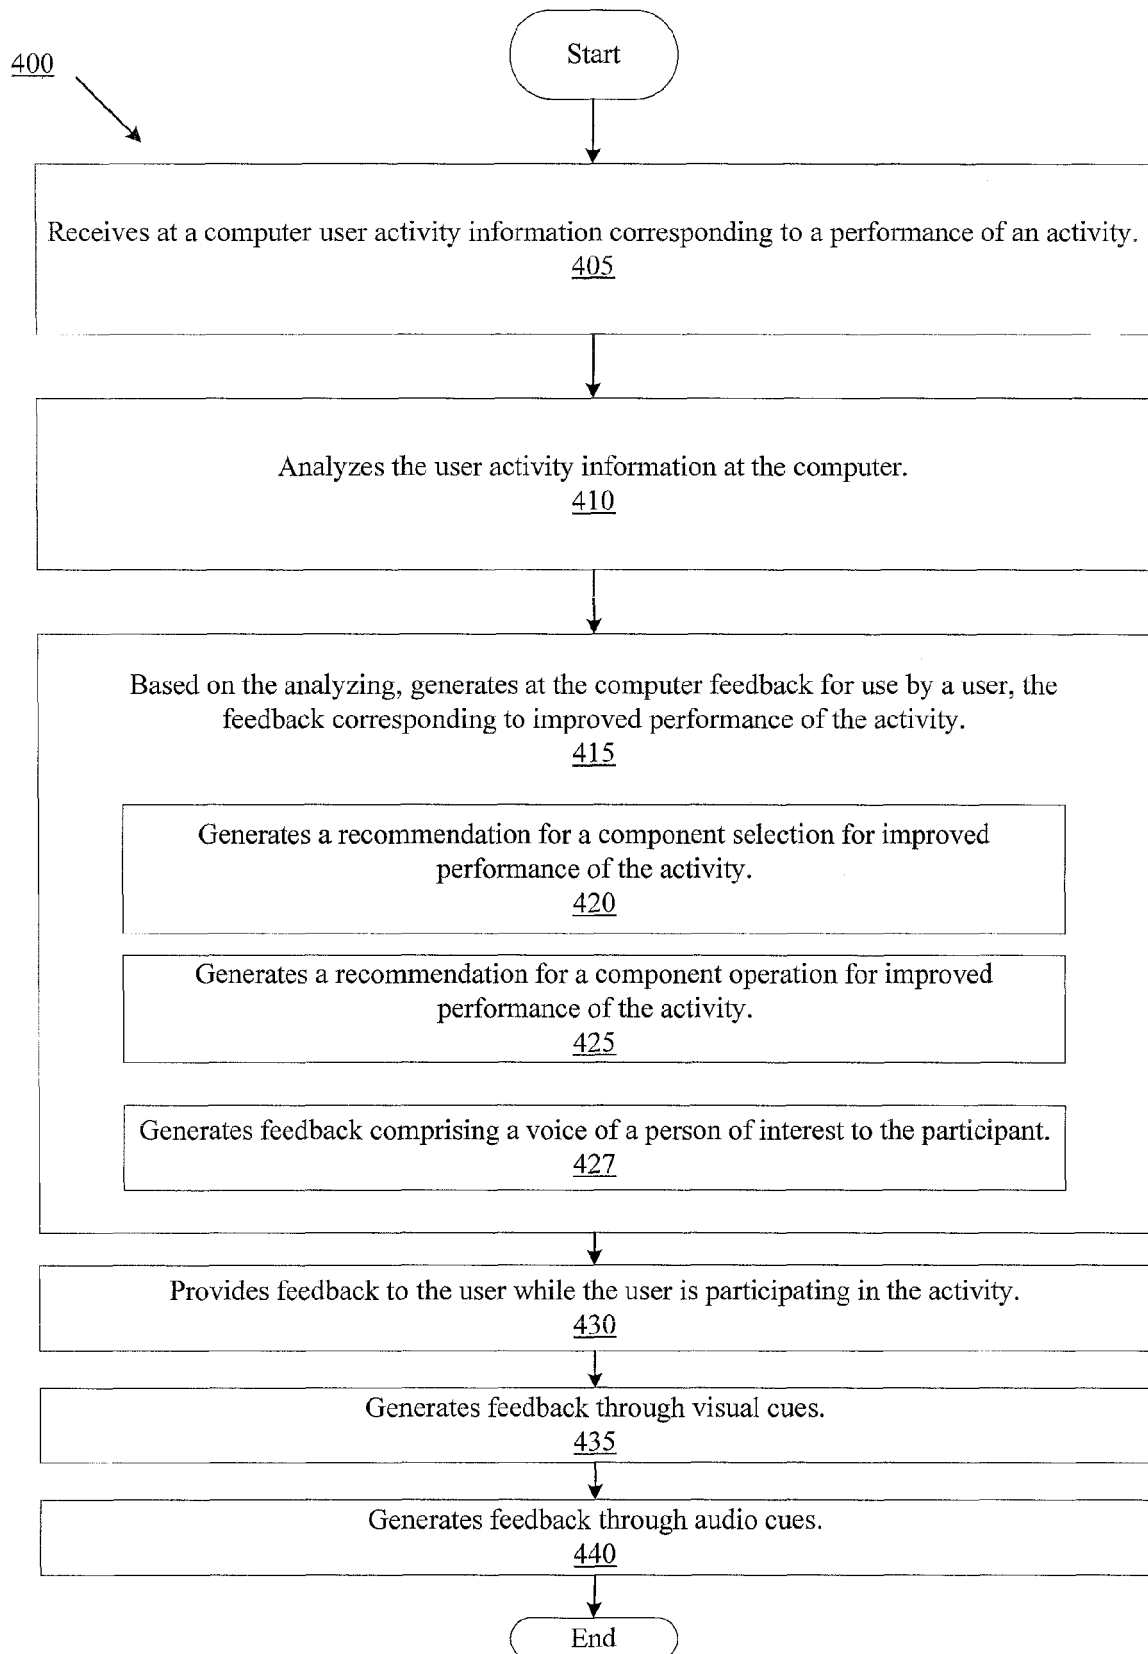 Start
400
Receives at a computer user activity information corresponding to a performance of an activity.
405
Analyzes the user activity information at the computer.
410
Based on the analyzing, generates at the computer feedback for use by a user, the
feedback corresponding to improved performance of the activity.
415
Generates a recommendation for a component selection for improved
performance of the activity.
420
Generates a recommendation for a component operation for improved
performance of the activity.
425
Generates feedback comprising a voice of a person of interest to the participant.
427
Provides feedback to the user while the user is participating in the activity.
430
Generates feedback through visual cues.
435
Generates feedback through audio cues.
440
End